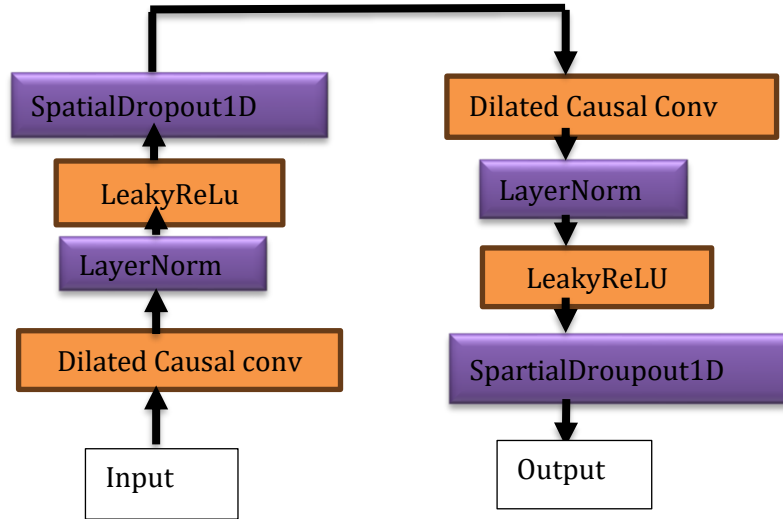 SpatialDropout1D
LeakyReLu
LayerNorm
Dilated Causal conv
Input
Dilated Causal Conv
LayerNorm
LeakyReLU
SpartialDroupout1D
Output